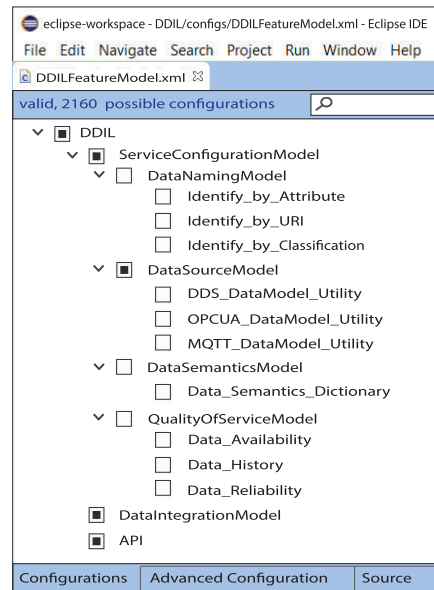 eclipse-workspace - DDIL/configs/DDILFeatureModel.xml - Eclipse IDE
File Edit Navigate Search Project Run Window Help
DDILFeatureModel.xml
valid, 2160 possible configurations
DDIL
ServiceConfigurationModel
DataNamingModel
Identify_by_Attribute
Identify_by_URI
Identify_by_Classification
DataSourceModel
DDS_DataModel_Utility
OPCUA_DataModel_Utility
MQTT_DataModel_Utility
DataSemanticsModel
Data_Semantics_Dictionary
QualityOfServiceModel
Data_Availability
Data_History
Data_Reliability
DataIntegrationModel
API
Configurations Advanced Configuration Source